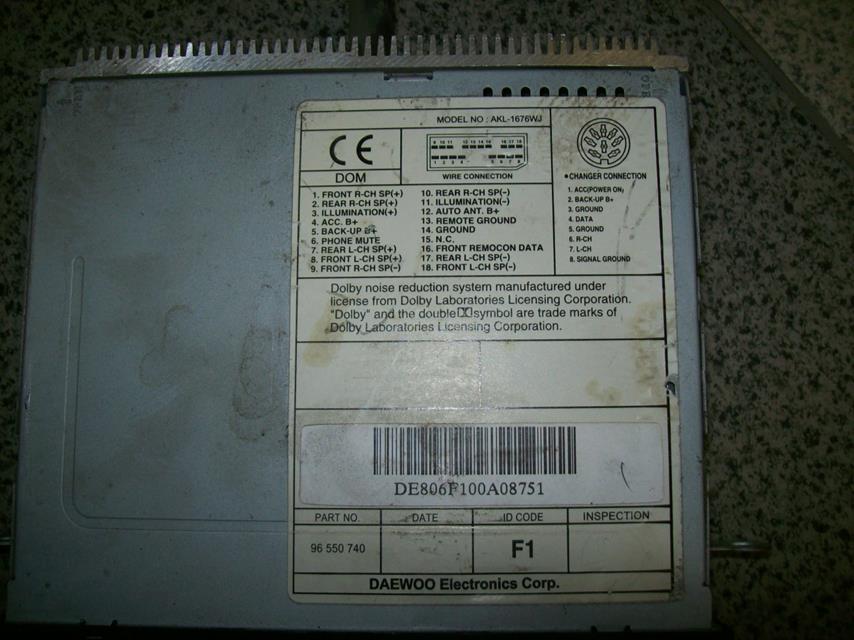 MODEL NO : AKL-1676WJ
CE
DOM
WIRE CONNECTION
•CHANGER CONNECTION
1. FRONT R-CH SP(+)
2. REAR R-CH SP(+)
3. ILLUMINATION(+)
4. ACC. B+
5. BACK-UP B+
6. PHONE MUTE
7. REAR L-CH SP(+)
8. FRONT L-CH SP(+)
9. FRONT R-CH SP(-)
10. REAR R-CH SP(-)
11. ILLUMINATION(-)
12. AUTO ANT. B+
13. REMOTE GROUND
14. GROUND
15. N.C.
16. FRONT REMOCON DATA
17. REAR L-CH SP(-)
18. FRONT L-CH SP(-)
1. ACC(POWER ON)
2. BACK-UP B+
3. GROUND
4. DATA
5. GROUND
6. R-CH
7. L-CH
8. SIGNAL GROUND
Dolby noise reduction system manufactured under
license from Dolby Laboratories Licensing Corporation.
"Dolby" and the double symbol are trade marks of
Dolby Laboratories Licensing Corporation.
DE806F100A08751
PART NO. DATE ID CODE INSPECTION
96 550 740 F1
DAEWOO Electronics Corp.